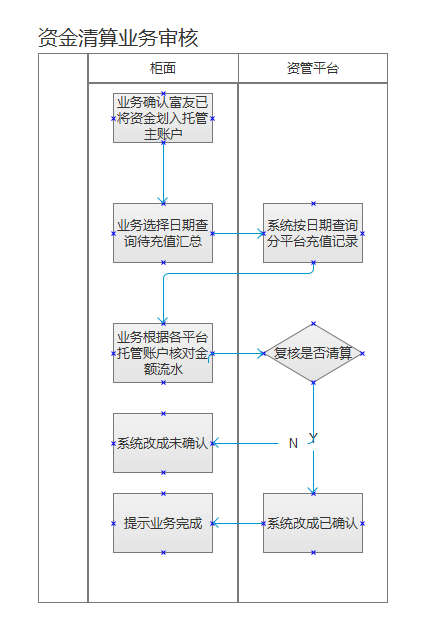 资金清算业务审核
柜面
资管平台
业务确认富友已
将资金划入托管
主账户
业务选择日期查
询待充值汇总
系统按日期查询
分平台充值记录
业务根据各平台
托管账户核对金
额流水
复核是否清算
系统改成未确认
N
Y
提示业务完成
系统改成已确认